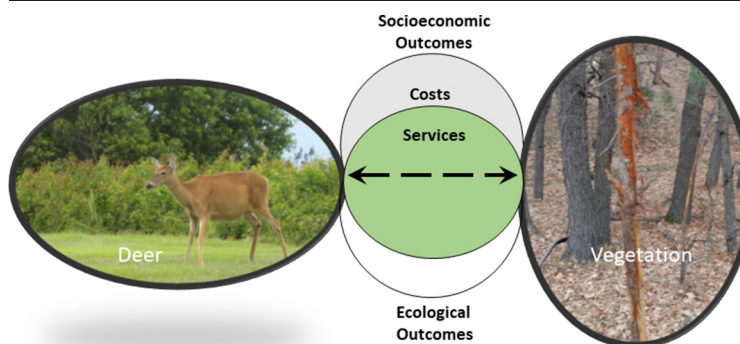 Socioeconomic
Outcomes
Costs
Services
Deer
Vegetation
Ecological
Outcomes